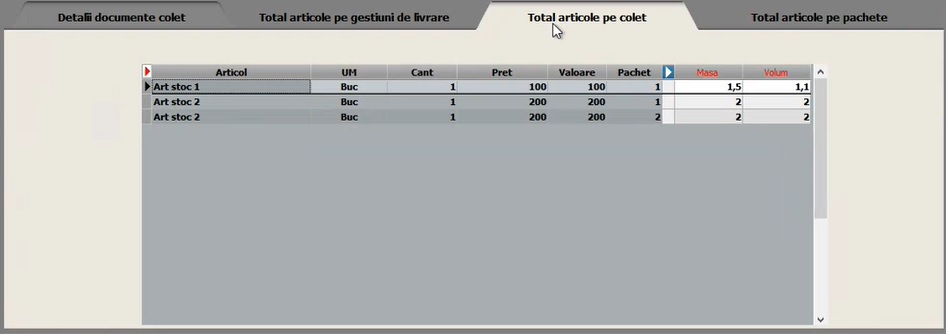 Detalii documente colet Total articole pe gestiuni de livrare Total articole pe colet Total articole pe pachete
Articol UM Cant Pret Valoare Pachet Masa Volum
Art stoc 1 Buc 1 100 100 1 1,5 1,1
Art stoc 2 Buc 1 200 200 1 2 2
Art stoc 2 Buc 1 200 200 2 2 2